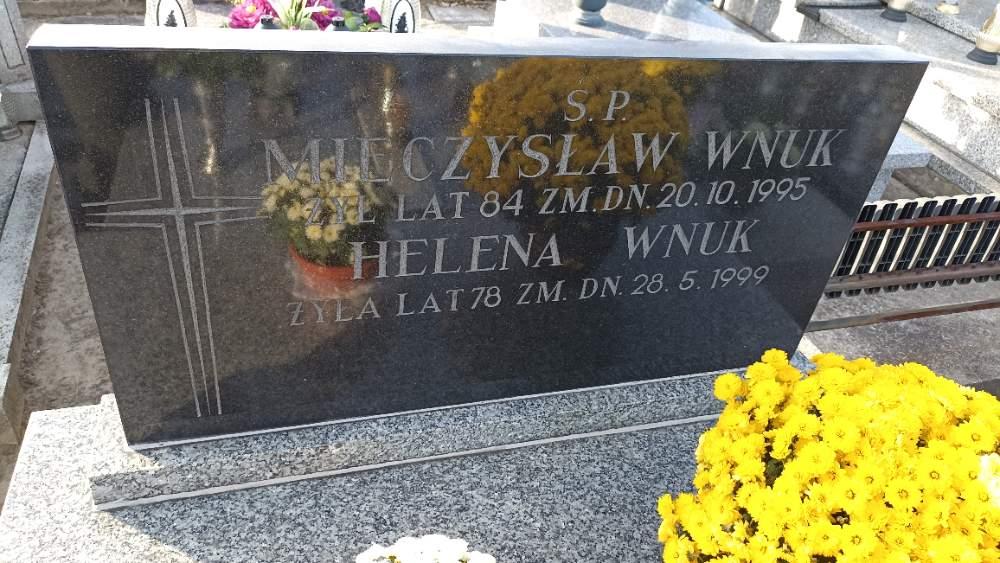 S.P.
MIECZYSŁAW WNUK
ŻYŁ LAT 84 ZM. DN. 20.10.1995
HELENA WNUK
ŻYŁA LAT 78 ZM. DN. 28.5.1999